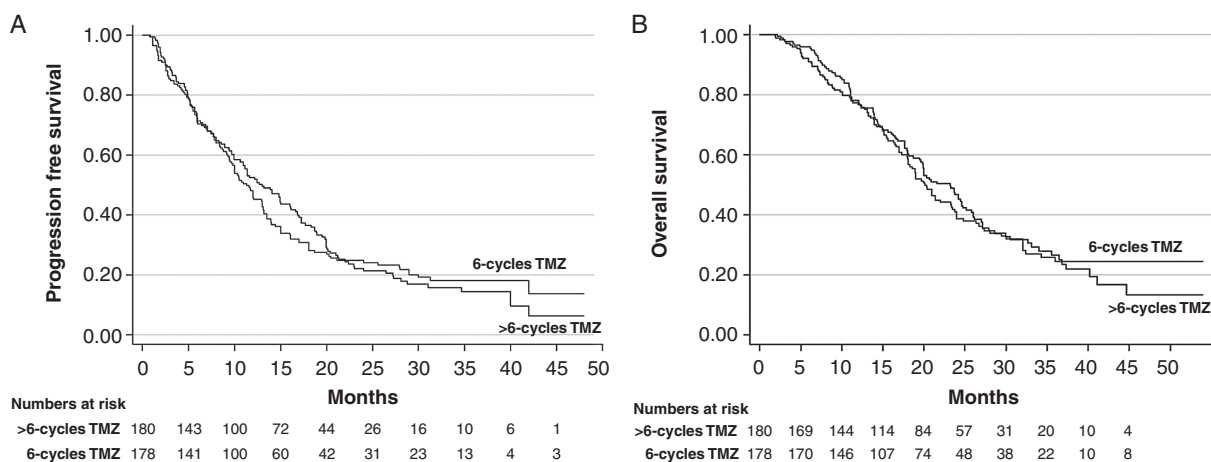 A
Progression free survival
1.00
0.80
0.60
0.40
0.20
0.00
6-cycles TMZ
>6-cycles TMZ
0 5 10 15 20 25 30 35 40 45 50
Months
Numbers at risk
>6-cycles TMZ 180 143 100 72 44 26 16 10 6 1
6-cycles TMZ 178 141 100 60 42 31 23 13 4 3
B
Overall survival
1.00
0.80
0.60
0.40
0.20
0.00
6-cycles TMZ
>6-cycles TMZ
0 5 10 15 20 25 30 35 40 45 50
Months
Numbers at risk
>6-cycles TMZ 180 169 144 114 84 57 31 20 10 4
6-cycles TMZ 178 170 146 107 74 48 38 22 10 8